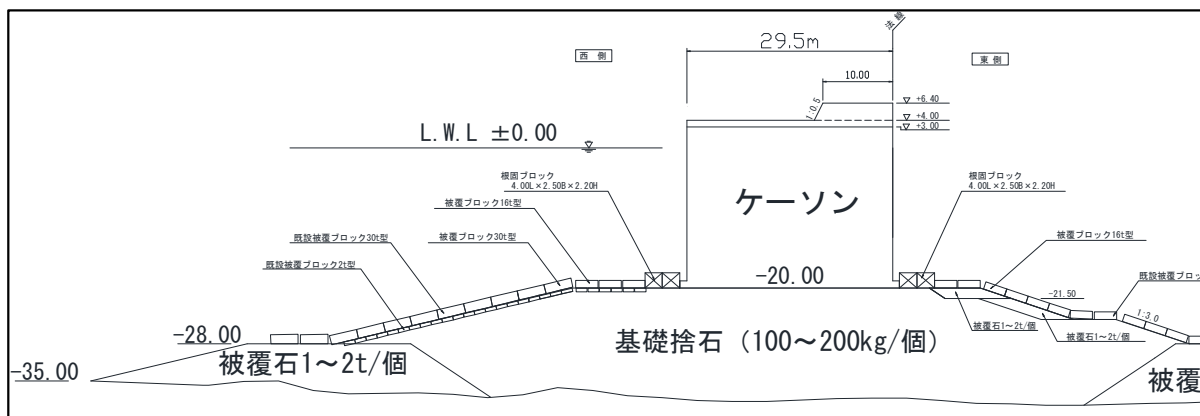 法線
29.5m
西 側
東 側
10.00
1:0.5
+6.40
+4.00
+3.00
L.W.L ±0.00
根固ブロック
4.00L×2.50B×2.20H
根固ブロック
4.00L×2.50B×2.20H
ケーソン
被覆ブロック16t型
既設被覆ブロック30t型
被覆ブロック30t型
被覆ブロック16t型
既設被覆ブロック2t型
既設被覆ブロッ
-20.00
-21.50
1:3.0
被覆石1~2t/個
被覆石1~2t/個
-28.00
基礎捨石 (100~200kg/個)
被覆石1~2t/個
被覆
-35.00